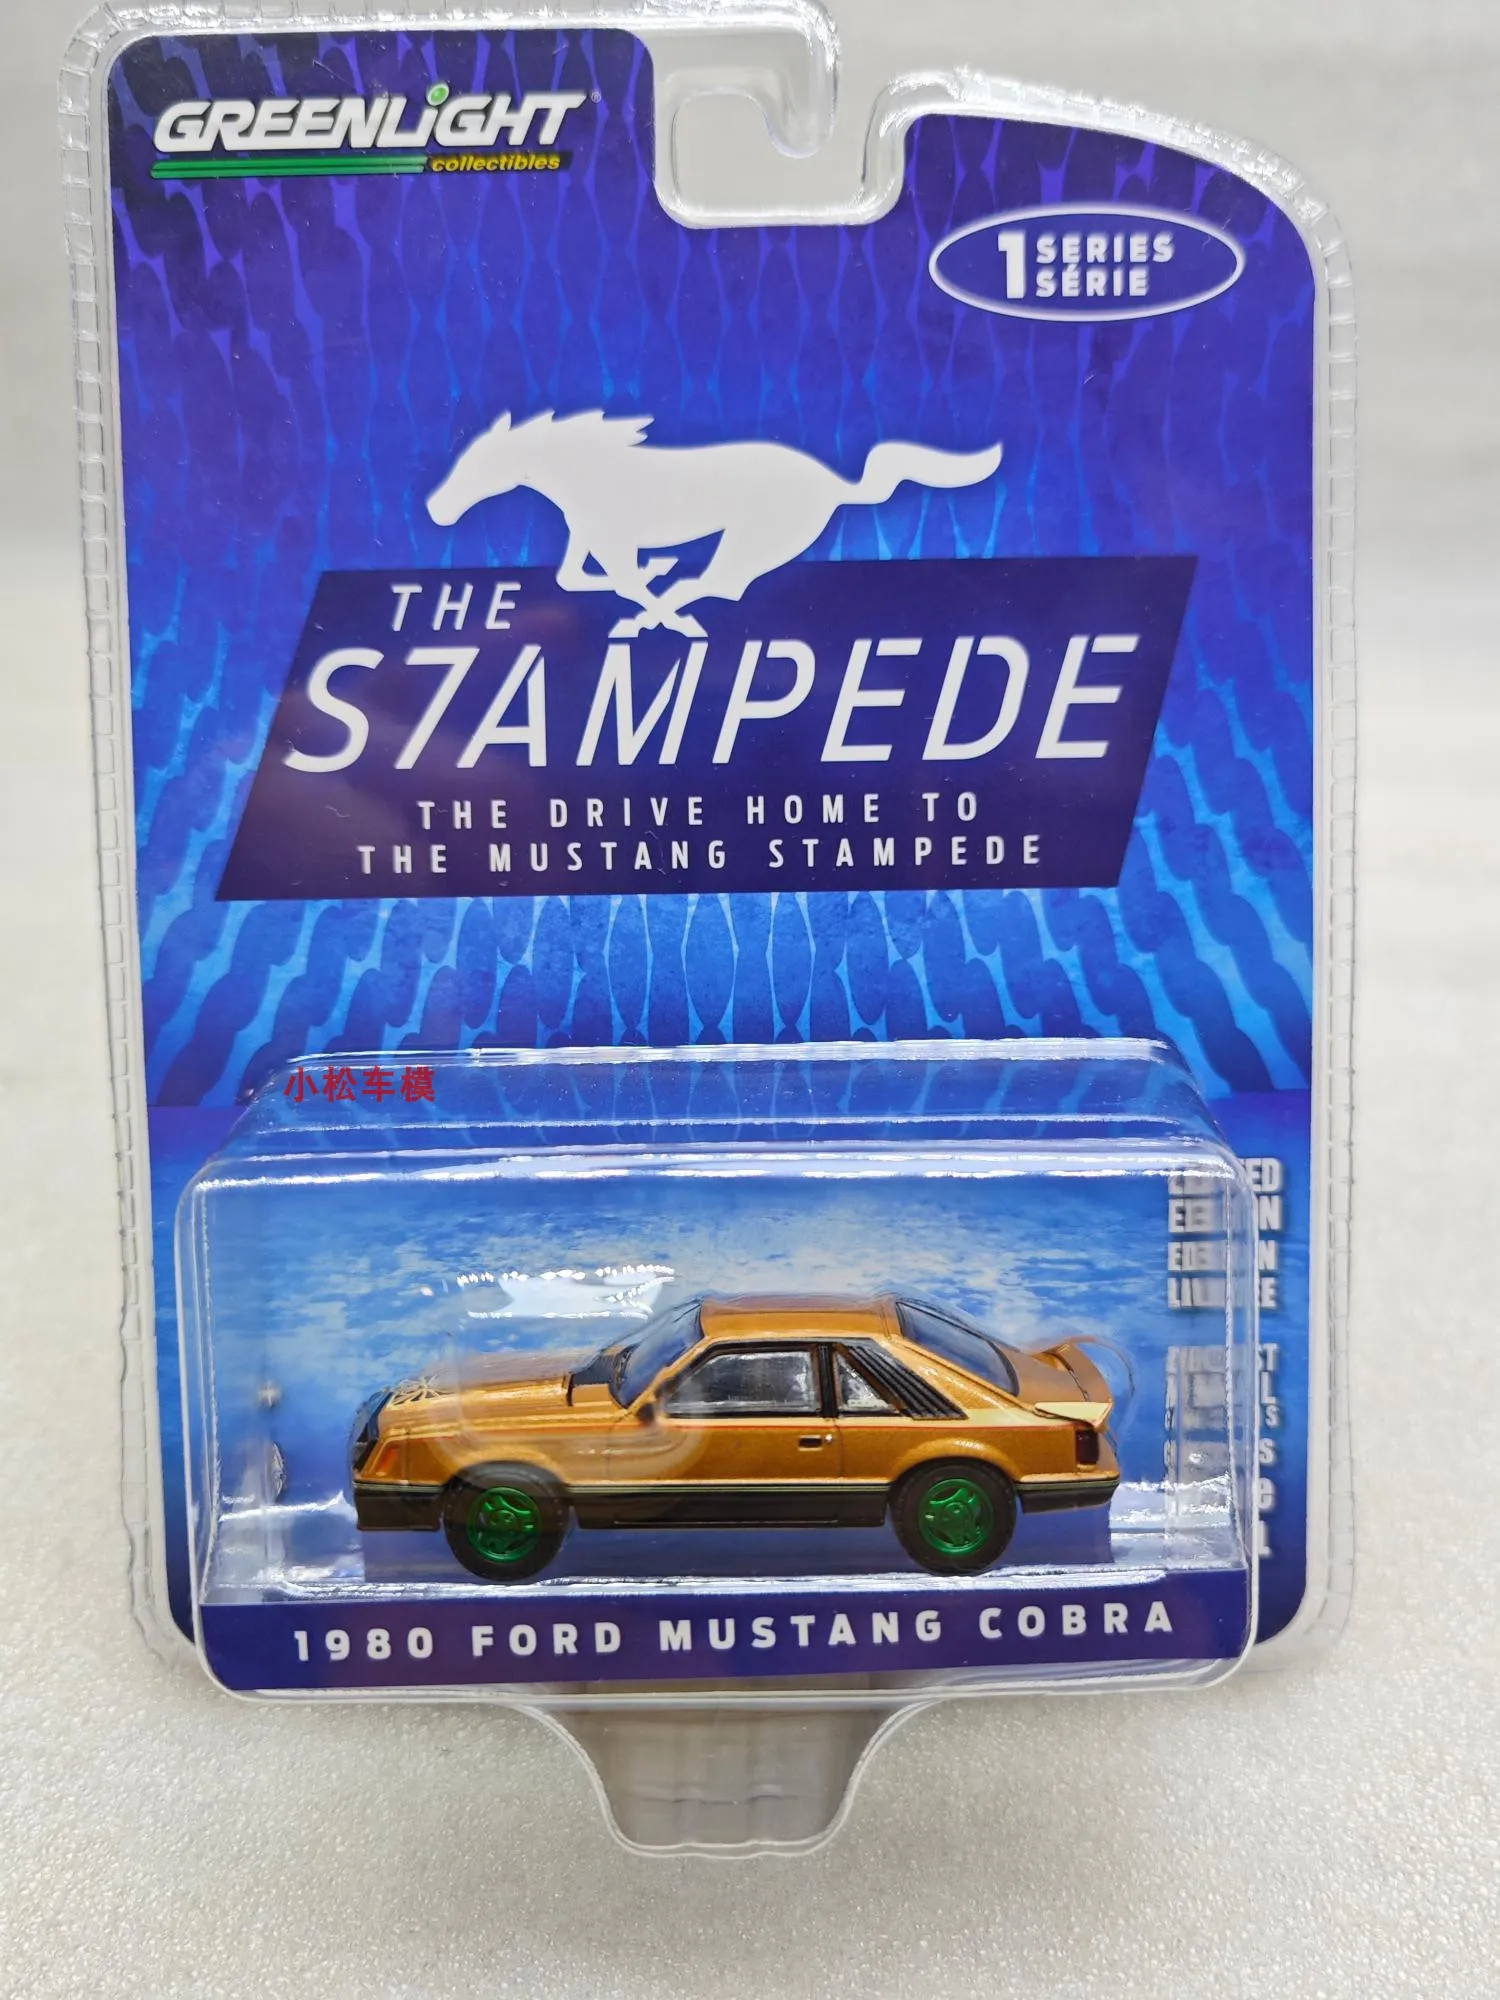 GREENLiGHT®
collectibles
1 SERIES
SÉRIE
THE
STAMPEDE
THE DRIVE HOME TO
THE MUSTANG STAMPEDE
小松车模
1980 FORD MUSTANG COBRA